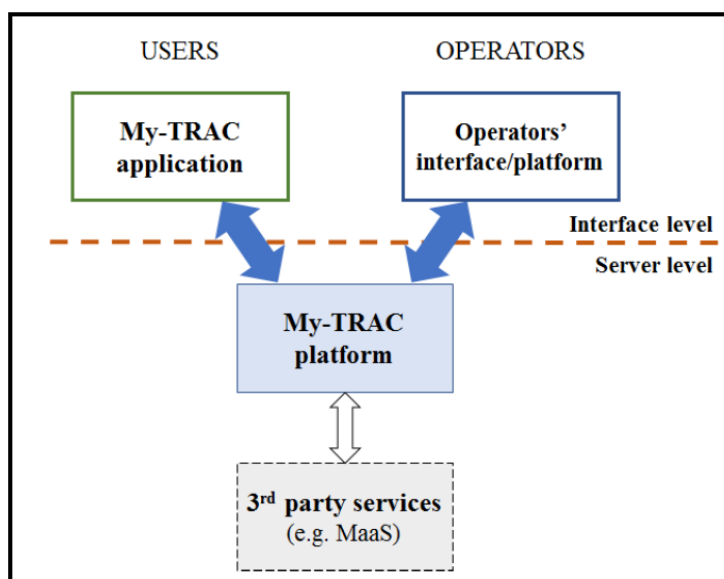 USERS
OPERATORS
My-TRAC
application
Operators’
interface/platform
Interface level
Server level
My-TRAC
platform
3rd party services
(e.g. MaaS)